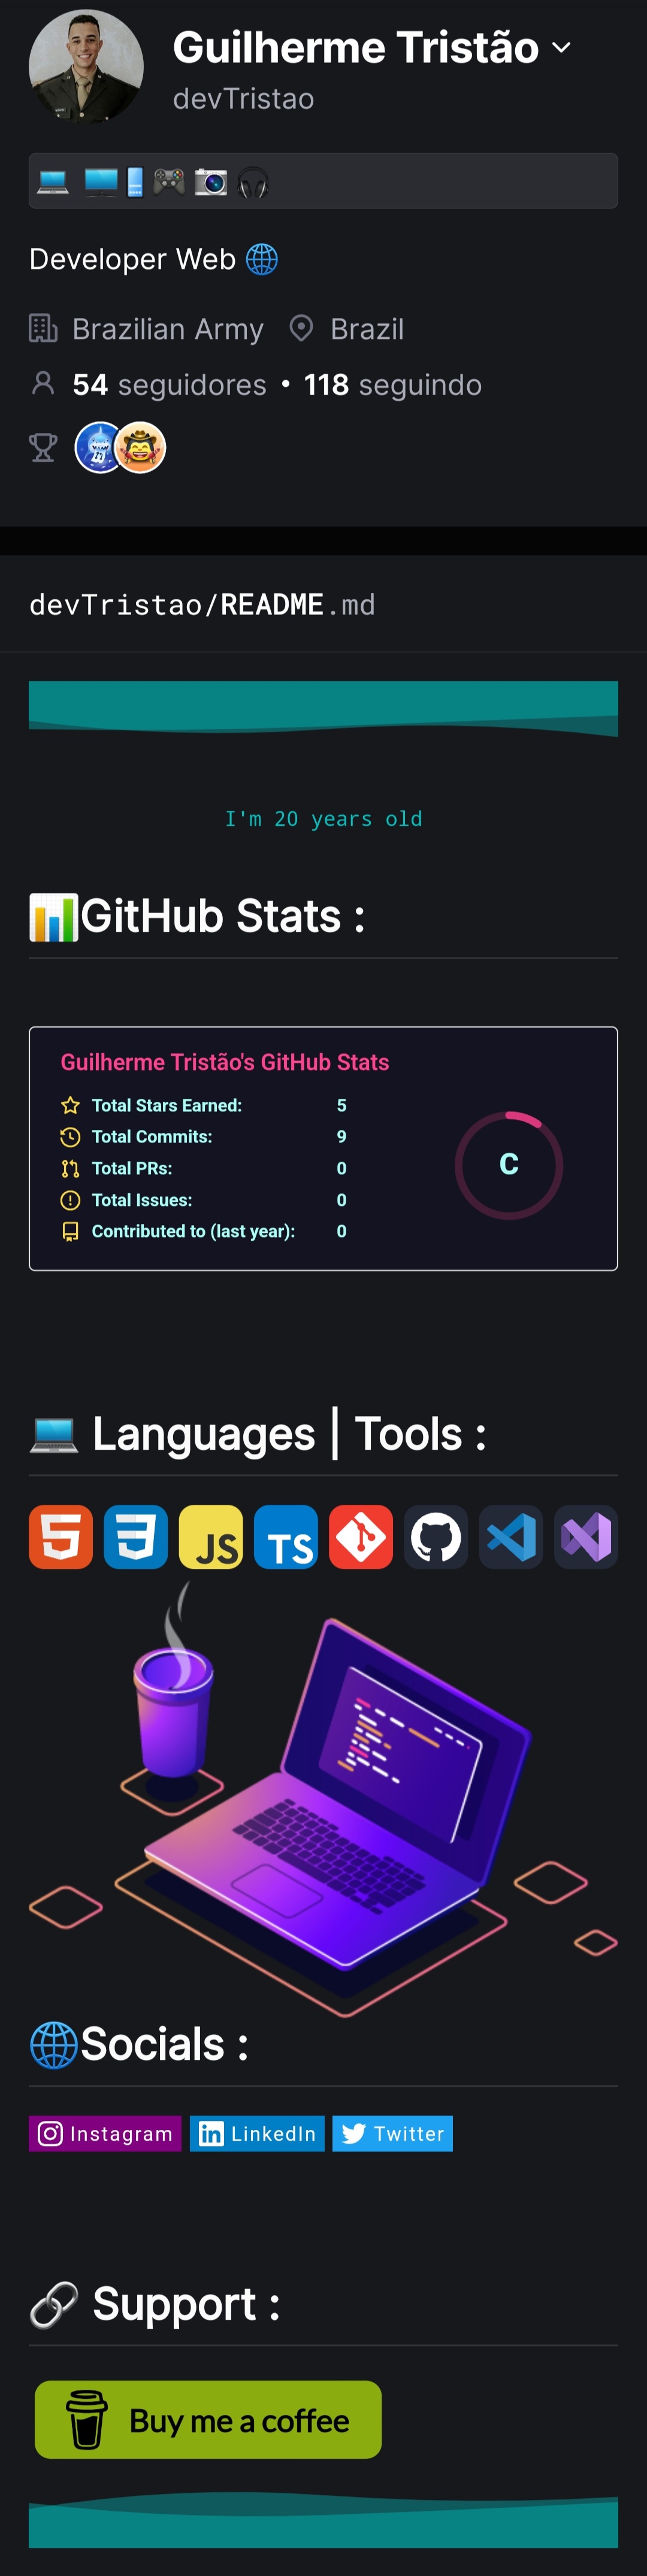 Guilherme Tristão
devTristao
Developer Web
Brazilian Army Brazil
54 seguidores • 118 seguindo
devTristao/README.md
I'm 20 years old
GitHub Stats :
Guilherme Tristão's GitHub Stats
Total Stars Earned: 5
Total Commits: 9
Total PRs: 0
Total Issues: 0
Contributed to (last year): 0
C
Languages | Tools :
JS TS
Socials :
Instagram LinkedIn Twitter
Support :
Buy me a coffee